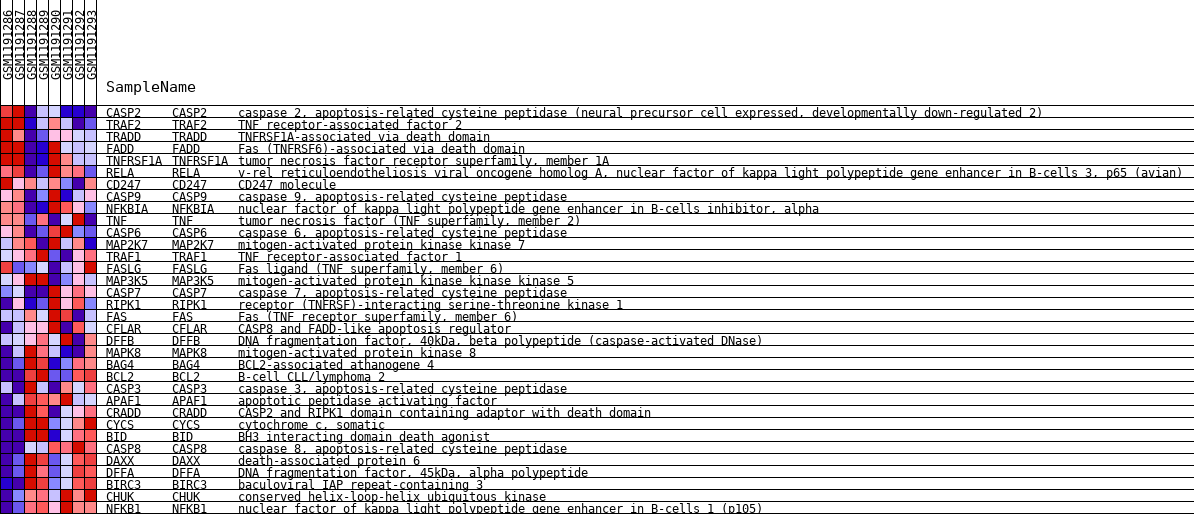 GSM1191286
GSM1191287
GSM1191288
GSM1191289
GSM1191290
GSM1191291
GSM1191292
GSM1191293
SampleName
CASP2 CASP2 caspase 2, apoptosis-related cysteine peptidase (neural precursor cell expressed, developmentally down-regulated 2)
TRAF2 TRAF2 TNF receptor-associated factor 2
TRADD TRADD TNFRSF1A-associated via death domain
FADD FADD Fas (TNFRSF6)-associated via death domain
TNFRSF1A TNFRSF1A tumor necrosis factor receptor superfamily, member 1A
RELA RELA v-rel reticuloendotheliosis viral oncogene homolog A, nuclear factor of kappa light polypeptide gene enhancer in B-cells 3, p65 (avian)
CD247 CD247 CD247 molecule
CASP9 CASP9 caspase 9, apoptosis-related cysteine peptidase
NFKBIA NFKBIA nuclear factor of kappa light polypeptide gene enhancer in B-cells inhibitor, alpha
TNF TNF tumor necrosis factor (TNF superfamily, member 2)
CASP6 CASP6 caspase 6, apoptosis-related cysteine peptidase
MAP2K7 MAP2K7 mitogen-activated protein kinase kinase 7
TRAF1 TRAF1 TNF receptor-associated factor 1
FASLG FASLG Fas ligand (TNF superfamily, member 6)
MAP3K5 MAP3K5 mitogen-activated protein kinase kinase kinase 5
CASP7 CASP7 caspase 7, apoptosis-related cysteine peptidase
RIPK1 RIPK1 receptor (TNFRSF)-interacting serine-threonine kinase 1
FAS FAS Fas (TNF receptor superfamily, member 6)
CFLAR CFLAR CASP8 and FADD-like apoptosis regulator
DFFB DFFB DNA fragmentation factor, 40kDa, beta polypeptide (caspase-activated DNase)
MAPK8 MAPK8 mitogen-activated protein kinase 8
BAG4 BAG4 BCL2-associated athanogene 4
BCL2 BCL2 B-cell CLL/lymphoma 2
CASP3 CASP3 caspase 3, apoptosis-related cysteine peptidase
APAF1 APAF1 apoptotic peptidase activating factor
CRADD CRADD CASP2 and RIPK1 domain containing adaptor with death domain
CYCS CYCS cytochrome c, somatic
BID BID BH3 interacting domain death agonist
CASP8 CASP8 caspase 8, apoptosis-related cysteine peptidase
DAXX DAXX death-associated protein 6
DFFA DFFA DNA fragmentation factor, 45kDa, alpha polypeptide
BIRC3 BIRC3 baculoviral IAP repeat-containing 3
CHUK CHUK conserved helix-loop-helix ubiquitous kinase
NFKB1 NFKB1 nuclear factor of kappa light polypeptide gene enhancer in B-cells 1 (p105)